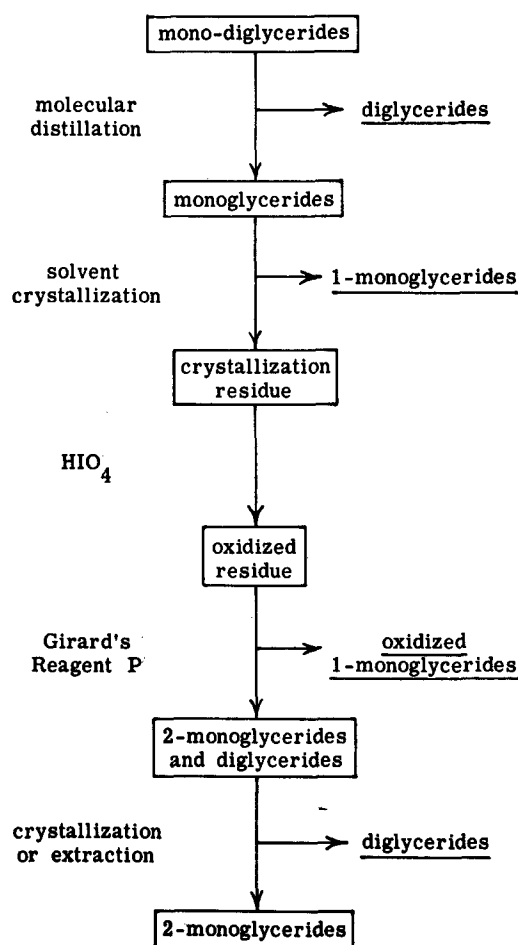 mono-diglycerides
molecular
distillation
diglycerides
monoglycerides
solvent
crystallization
1-monoglycerides
crystallization
residue
HIO4
oxidized
residue
Girard's
Reagent P
oxidized
1-monoglycerides
2-monoglycerides
and diglycerides
crystallization
or extraction
diglycerides
2-monoglycerides